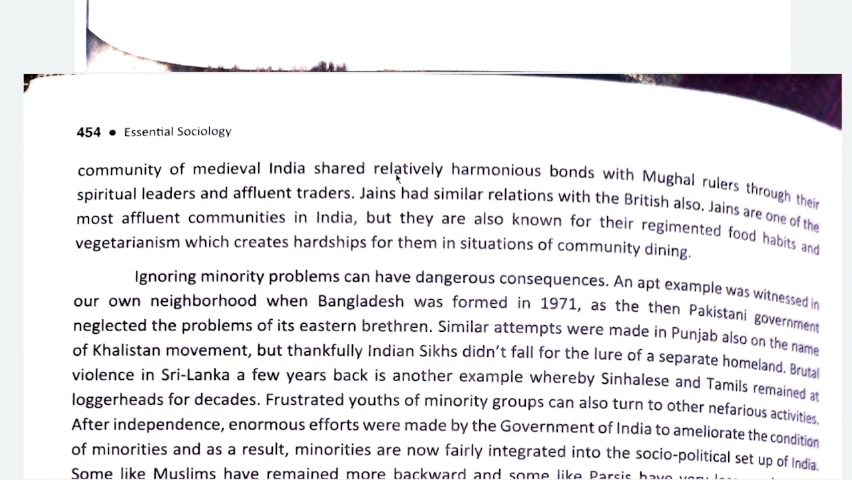 454 • Essential Sociology
community of medieval India shared relatively harmonious bonds with Mughal rulers through their
spiritual leaders and affluent traders. Jains had similar relations with the British also. Jains are one of the
most affluent communities in India, but they are also known for their regimented food habits and
vegetarianism which creates hardships for them in situations of community dining.
Ignoring minority problems can have dangerous consequences. An apt example was witnessed in
our own neighborhood when Bangladesh was formed in 1971, as the then Pakistani government
neglected the problems of its eastern brethren. Similar attempts were made in Punjab also on the name
of Khalistan movement, but thankfully Indian Sikhs didn't fall for the lure of a separate homeland. Brutal
violence in Sri-Lanka a few years back is another example whereby Sinhalese and Tamils remained at
loggerheads for decades. Frustrated youths of minority groups can also turn to other nefarious activities.
After independence, enormous efforts were made by the Government of India to ameliorate the condition
of minorities and as a result, minorities are now fairly integrated into the socio-political set up of India.
Some like Muslims have remained more backward and some like Parsis have very